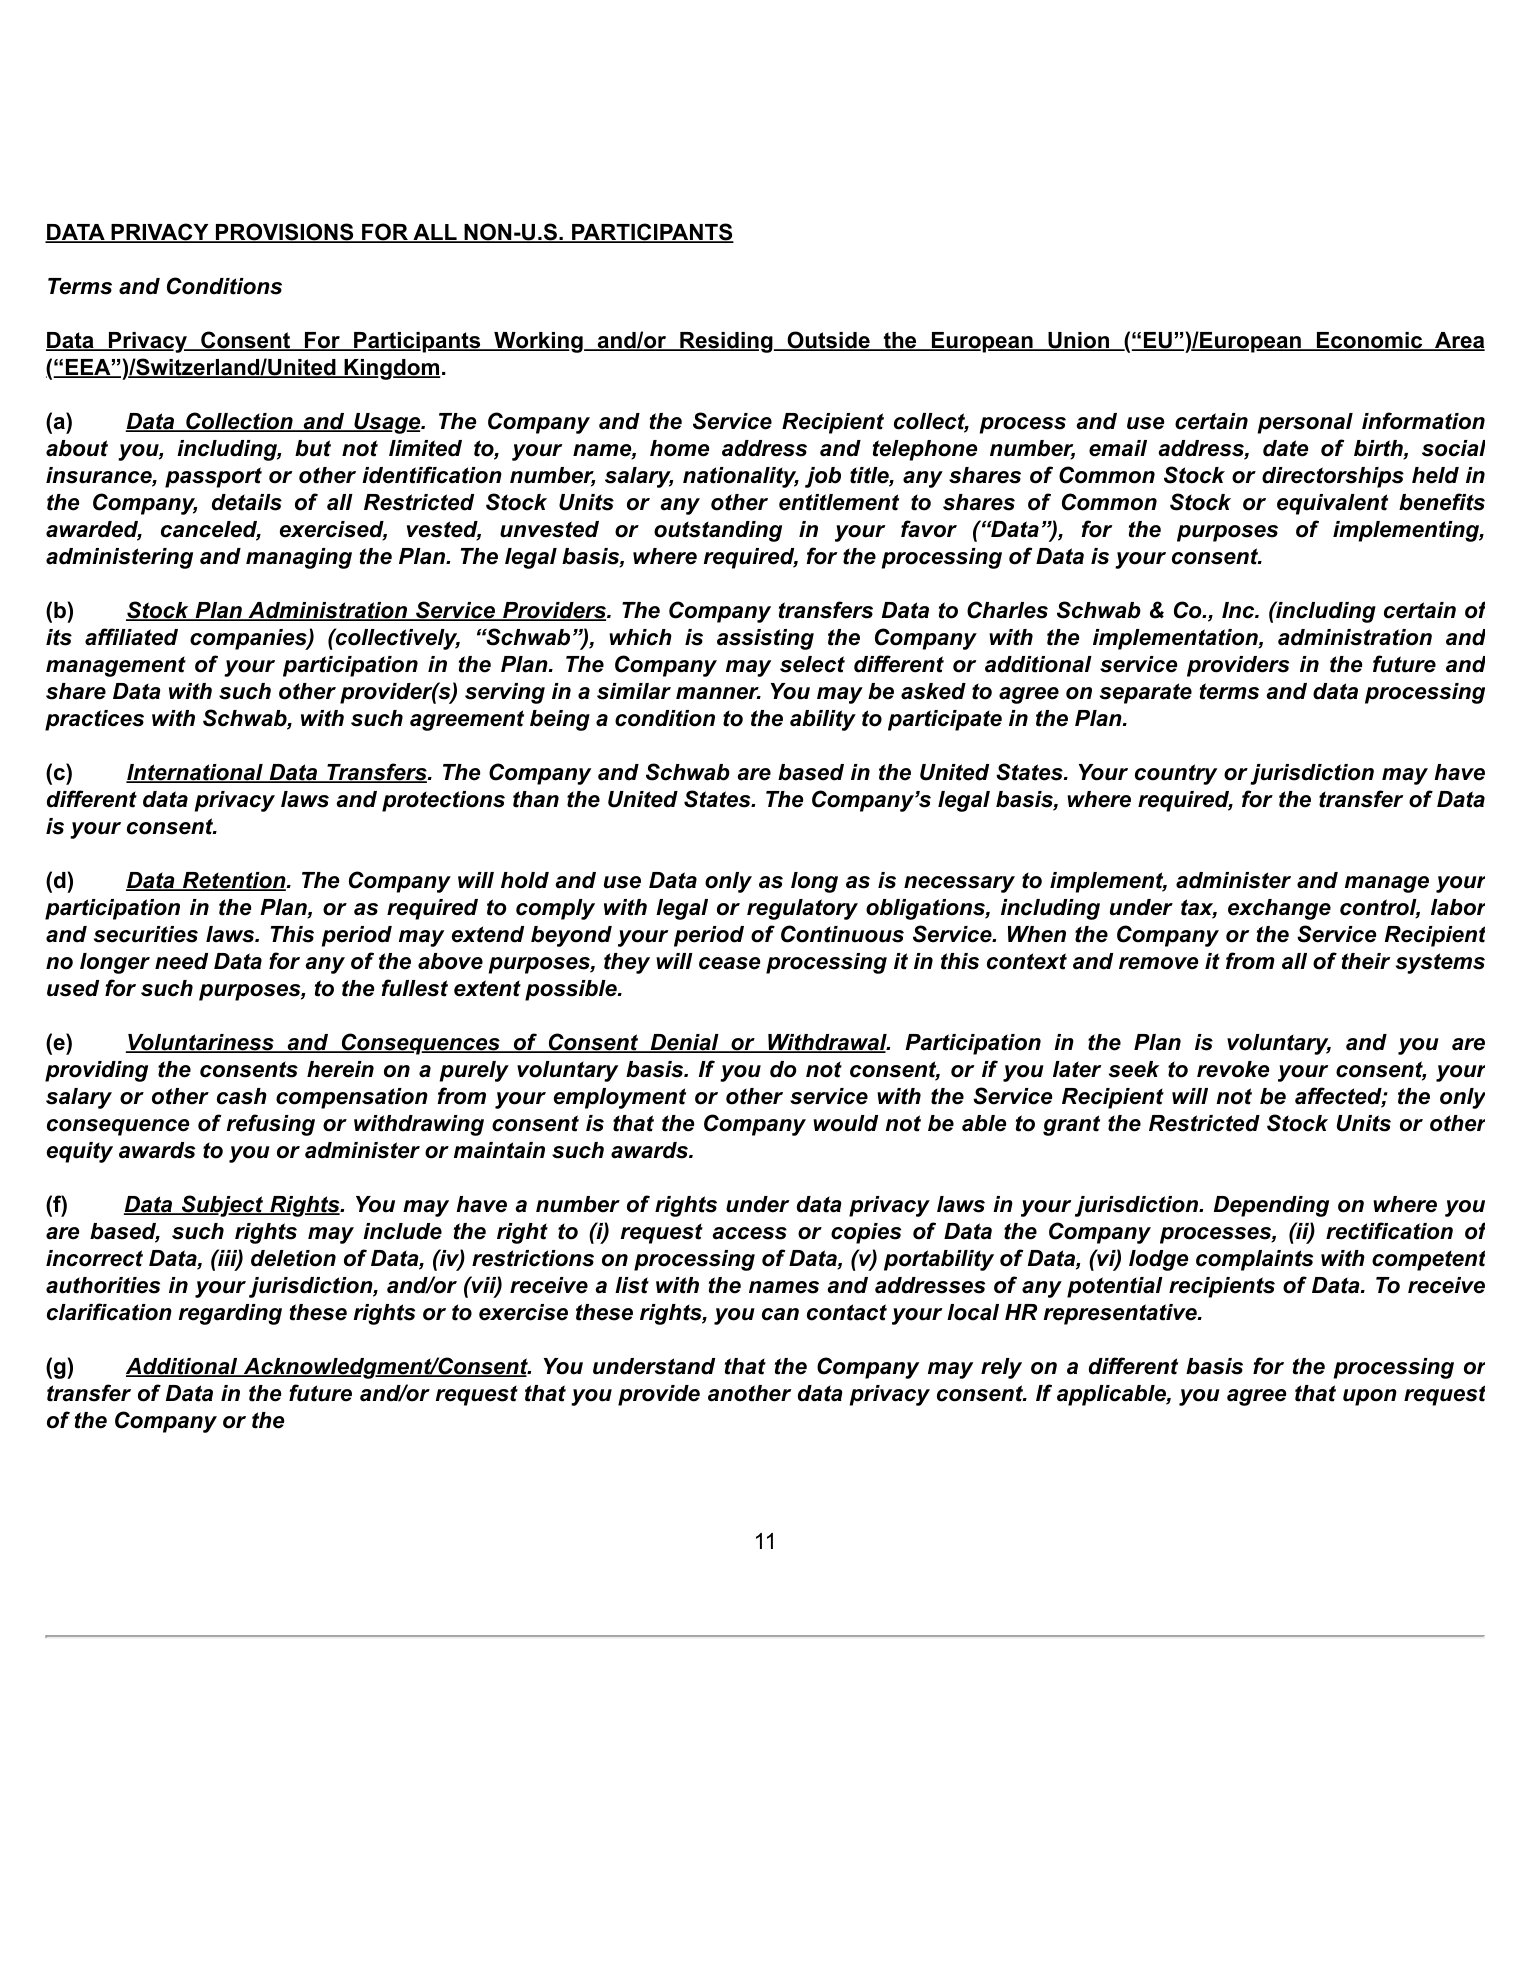 DATA PRIVACY PROVISIONS FOR ALL NON-U.S. PARTICIPANTS
Terms and Conditions
Data Privacy Consent For Participants Working and/or Residing Outside the European Union (“EU”)/European Economic Area
(“EEA”)/Switzerland/United Kingdom.
(a) Data Collection and Usage. The Company and the Service Recipient collect, process and use certain personal information
about you, including, but not limited to, your name, home address and telephone number, email address, date of birth, social
insurance, passport or other identification number, salary, nationality, job title, any shares of Common Stock or directorships held in
the Company, details of all Restricted Stock Units or any other entitlement to shares of Common Stock or equivalent benefits
awarded, canceled, exercised, vested, unvested or outstanding in your favor (“Data”), for the purposes of implementing,
administering and managing the Plan. The legal basis, where required, for the processing of Data is your consent.
(b) Stock Plan Administration Service Providers. The Company transfers Data to Charles Schwab & Co., Inc. (including certain of
its affiliated companies) (collectively, “Schwab”), which is assisting the Company with the implementation, administration and
management of your participation in the Plan. The Company may select different or additional service providers in the future and
share Data with such other provider(s) serving in a similar manner. You may be asked to agree on separate terms and data processing
practices with Schwab, with such agreement being a condition to the ability to participate in the Plan.
(c) International Data Transfers. The Company and Schwab are based in the United States. Your country or jurisdiction may have
different data privacy laws and protections than the United States. The Company’s legal basis, where required, for the transfer of Data
is your consent.
(d) Data Retention. The Company will hold and use Data only as long as is necessary to implement, administer and manage your
participation in the Plan, or as required to comply with legal or regulatory obligations, including under tax, exchange control, labor
and securities laws. This period may extend beyond your period of Continuous Service. When the Company or the Service Recipient
no longer need Data for any of the above purposes, they will cease processing it in this context and remove it from all of their systems
used for such purposes, to the fullest extent possible.
(e) Voluntariness and Consequences of Consent Denial or Withdrawal. Participation in the Plan is voluntary, and you are
providing the consents herein on a purely voluntary basis. If you do not consent, or if you later seek to revoke your consent, your
salary or other cash compensation from your employment or other service with the Service Recipient will not be affected; the only
consequence of refusing or withdrawing consent is that the Company would not be able to grant the Restricted Stock Units or other
equity awards to you or administer or maintain such awards.
(f) Data Subject Rights. You may have a number of rights under data privacy laws in your jurisdiction. Depending on where you
are based, such rights may include the right to (i) request access or copies of Data the Company processes, (ii) rectification of
incorrect Data, (iii) deletion of Data, (iv) restrictions on processing of Data, (v) portability of Data, (vi) lodge complaints with competent
authorities in your jurisdiction, and/or (vii) receive a list with the names and addresses of any potential recipients of Data. To receive
clarification regarding these rights or to exercise these rights, you can contact your local HR representative.
(g) Additional Acknowledgment/Consent. You understand that the Company may rely on a different basis for the processing or
transfer of Data in the future and/or request that you provide another data privacy consent. If applicable, you agree that upon request
of the Company or the
11